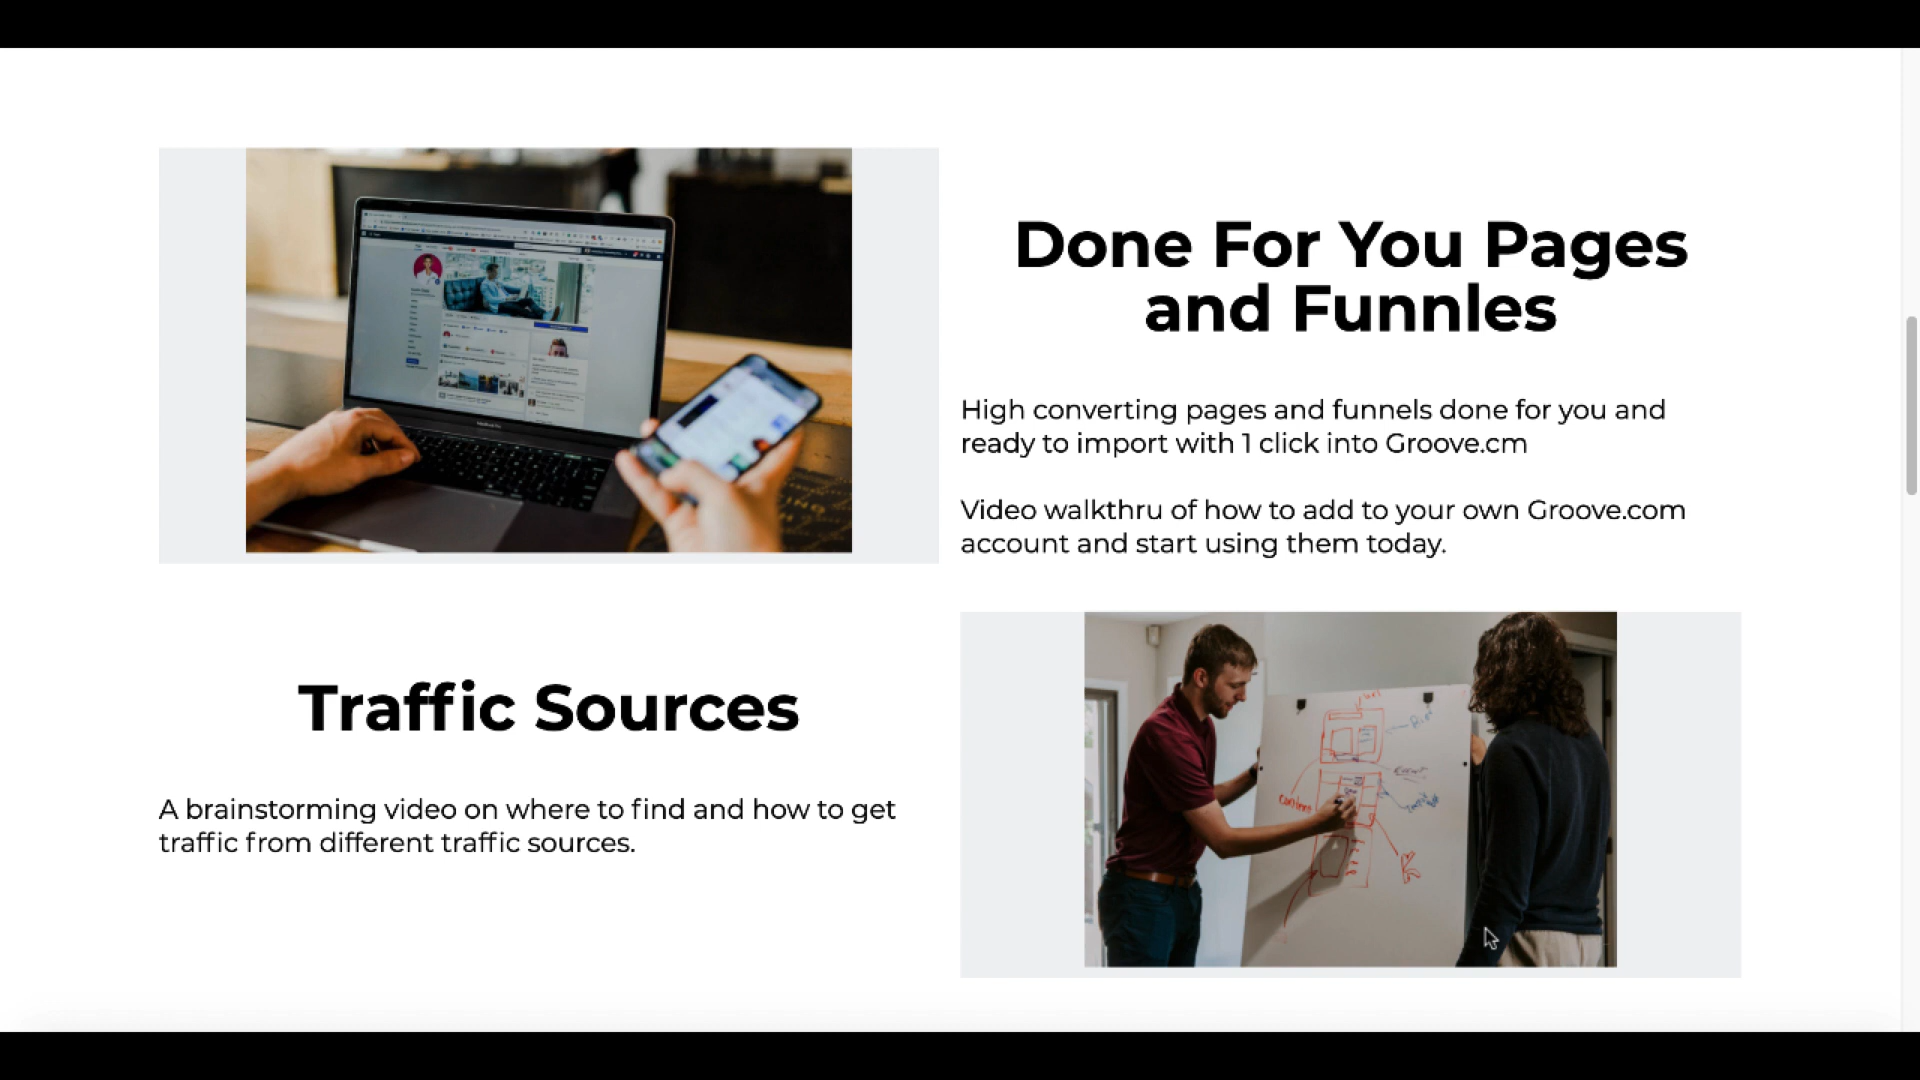 Done For You Pages
and Funnles
High converting pages and funnels done for you and
ready to import with 1 click into Groove.cm
Video walkthru of how to add to your own Groove.com
account and start using them today.
Traffic Sources
A brainstorming video on where to find and how to get
traffic from different traffic sources.